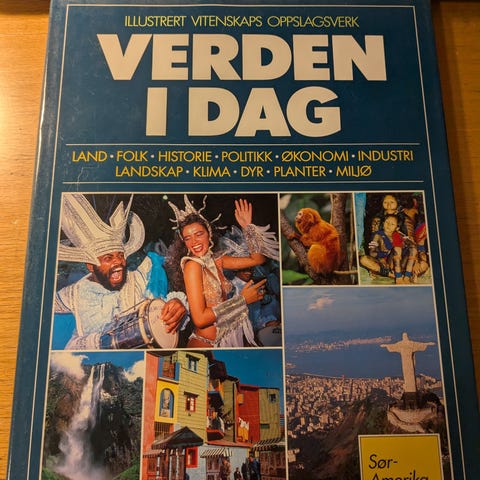 ILLUSTRERT VITENSKAPS OPPSLAGSVERK
VERDEN
I DAG
LAND • FOLK • HISTORIE • POLITIKK • ØKONOMI • INDUSTRI
LANDSKAP • KLIMA • DYR • PLANTER • MILJØ
Sør-
Amerika